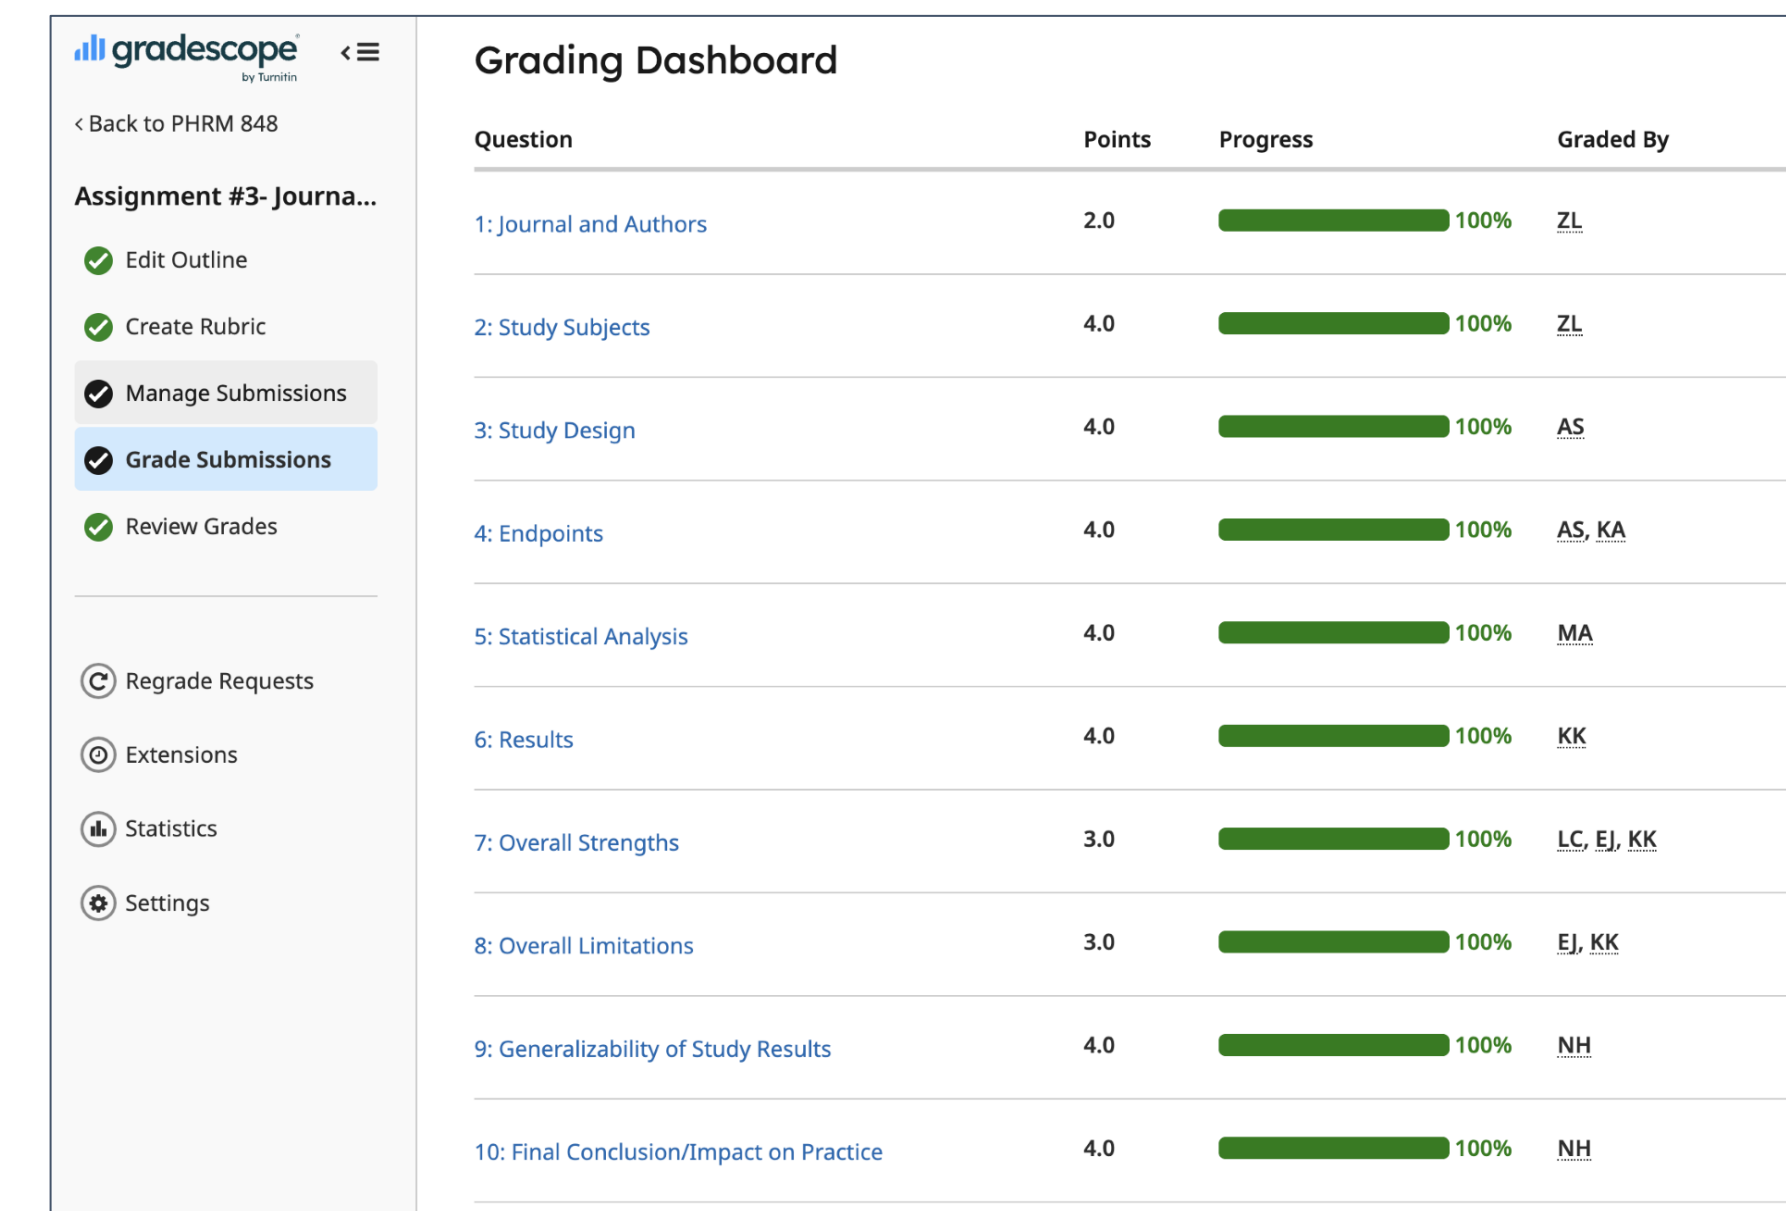 gradescope
by Turnitin
< Back to PHRM 848
Assignment #3- Journa...
Edit Outline
Create Rubric
Manage Submissions
Grade Submissions
Review Grades
Regrade Requests
Extensions
Statistics
Settings
Grading Dashboard
Question Points Progress Graded By
1: Journal and Authors 2.0 100% ZL
2: Study Subjects 4.0 100% ZL
3: Study Design 4.0 100% AS
4: Endpoints 4.0 100% AS, KA
5: Statistical Analysis 4.0 100% MA
6: Results 4.0 100% KK
7: Overall Strengths 3.0 100% LC, EJ, KK
8: Overall Limitations 3.0 100% EJ, KK
9: Generalizability of Study Results 4.0 100% NH
10: Final Conclusion/Impact on Practice 4.0 100% NH